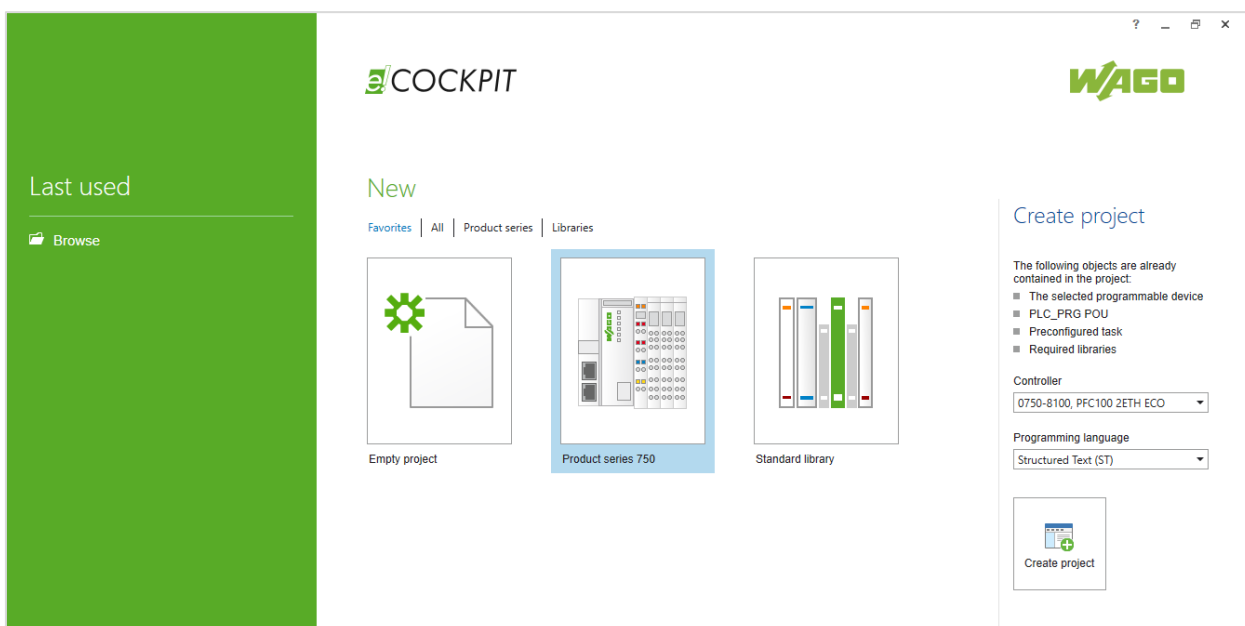 ?
e!COCKPIT
WAGO
Last used
Browse
New
Favorites | All | Product series | Libraries
WAGO
Empty project
Product series 750
Standard library
Create project
The following objects are already
contained in the project:
The selected programmable device
PLC_PRG POU
Preconfigured task
Required libraries
Controller
0750-8100, PFC100 2ETH ECO
Programming language
Structured Text (ST)
Create project